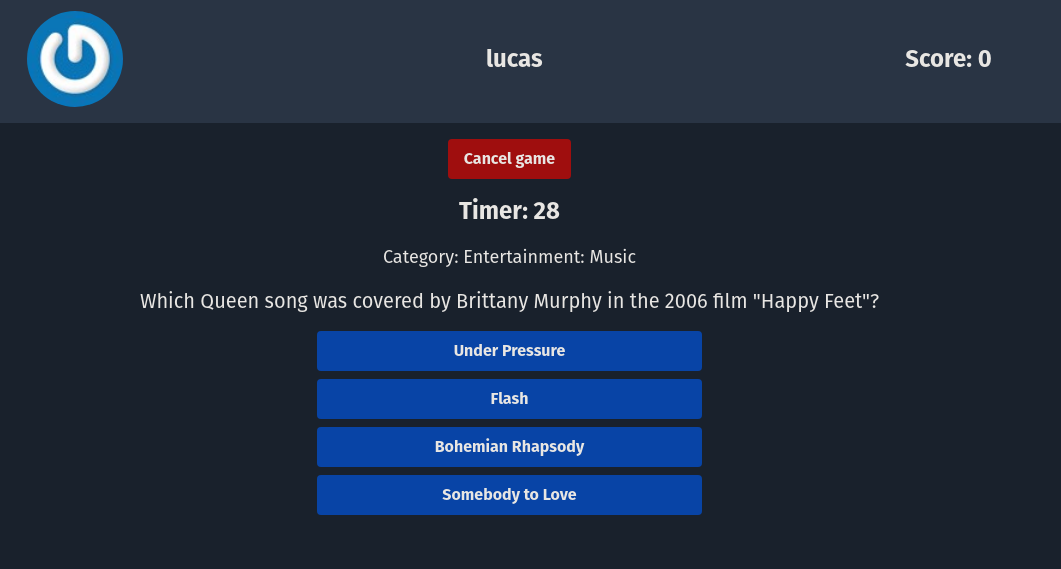 lucas
Score: 0
Cancel game
Timer: 28
Category: Entertainment: Music
Which Queen song was covered by Brittany Murphy in the 2006 film "Happy Feet"?
Under Pressure
Flash
Bohemian Rhapsody
Somebody to Love